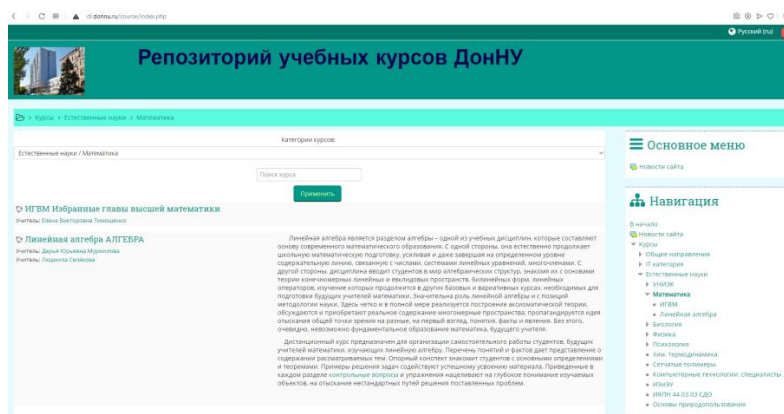 dl.donnu.ru/course/index.php
Русский (ru)
Репозиторий учебных курсов ДонНУ
Курсы Естественные науки Математика
Категории курсов:
Естественные науки / Математика
Поиск курса
Применить
ИГВМ Избранные главы высшей математики
Учитель: Елена Викторовна Тимошенко
Линейная алгебра АЛГЕБРА
Учитель: Дарья Юрьевна
Учитель: Людмила Селякова
Линейная алгебра является разделом алгебры – одной из учебных дисциплин, которые составляют
основу современного математического образования. С одной стороны, она естественно продолжает
школьную математическую подготовку, усиливая и даже завершая на определенном уровне
содержательную линию, связанную с числами, системами линейных уравнений, многочленами. С
другой стороны, дисциплина вводит студентов в мир алгебраических структур, знакомя их с основами
теории конечномерных линейных и евклидовых пространств, билинейных форм, линейных
операторов, изучение которых продолжится в других базовых и вариативных курсах, необходимых для
подготовки будущих учителей математики. Значительна роль линейной алгебры и с позиций
методологии науки. Здесь четко и в полной мере реализуется построение аксиоматической теории,
обсуждаются и приобретают реальное содержание многомерные пространства, пропагандируется идея
отыскания общей точки зрения на разные, на первый взгляд, понятия, факты и явления. Без этого,
очевидно, невозможно фундаментальное образование математика, будущего учителя.
Дистанционный курс предназначен для организации самостоятельного работы студентов, будущих
учителей математики, изучающих линейную алгебру. Перечень понятий и фактов дает представление о
содержании рассматриваемых тем. Опорный конспект знакомит студентов с основными определениями
и теоремами. Примеры решения задач содействуют успешному усвоению материала. Приведенные в
каждом разделе контрольные вопросы и упражнения нацеливают на глубокое понимание изучаемых
объектов, на отыскание нестандартных путей решения поставленных проблем.
Основное меню
Новости сайта
Навигация
В начало
Новости сайта
Курсы
Общие направления
IT категория
Естественные науки
УНИЗЖ
Математика
ИГВМ
Линейная алгебра
Биология
Физика
Психология
Хим. термодинамика.
Сетчатые полимеры.
Компьютерные технологии: специалисты.
ИЗИЗУ
ИЯПН 44.03.03 СДО
Основы природопользования